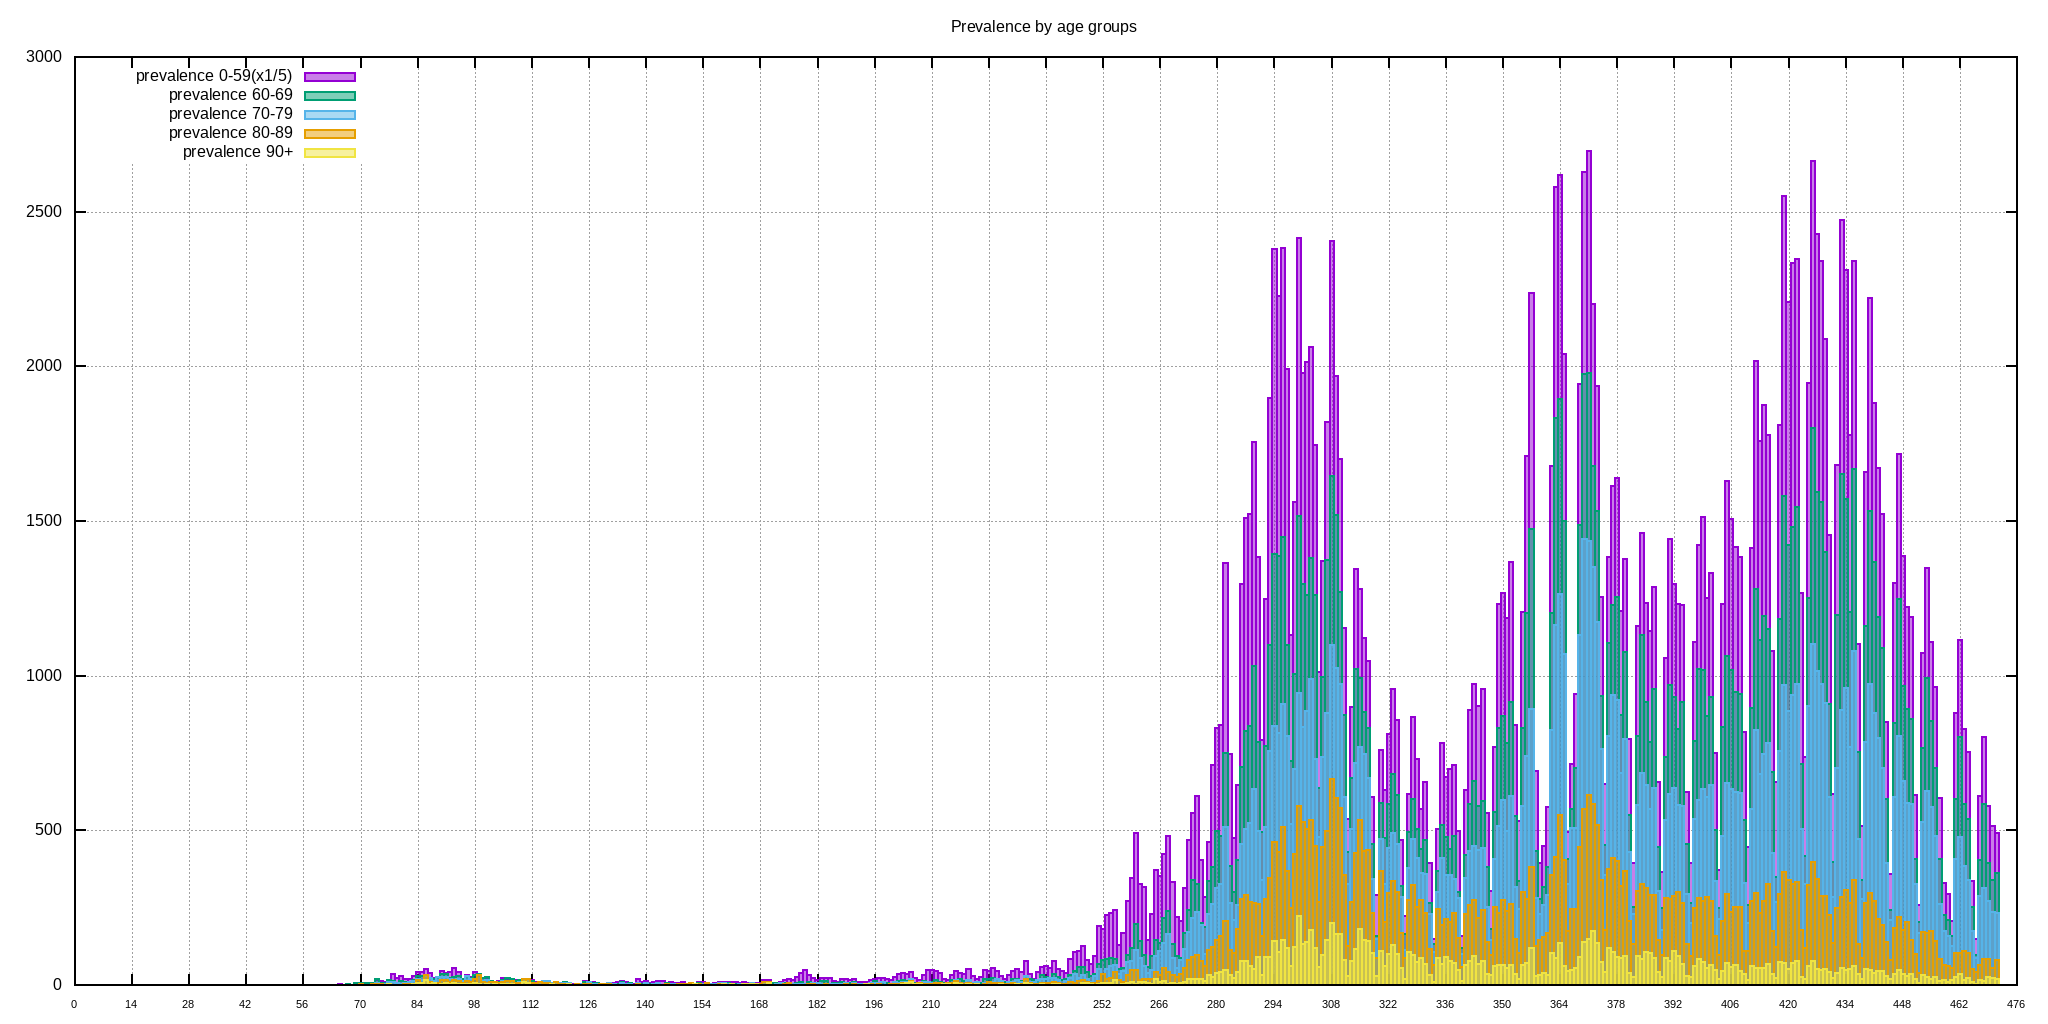 Prevalence by age groups
3000
prevalence 0-59(x1/5)
prevalence 60-69
prevalence 70-79
prevalence 80-89
prevalence 90+
2500
2000
1500
1000
500
0
0 14 28 42 56 70 84 98 112 126 140 154 168 182 196 210 224 238 252 266 280 294 308 322 336 350 364 378 392 406 420 434 448 462 476